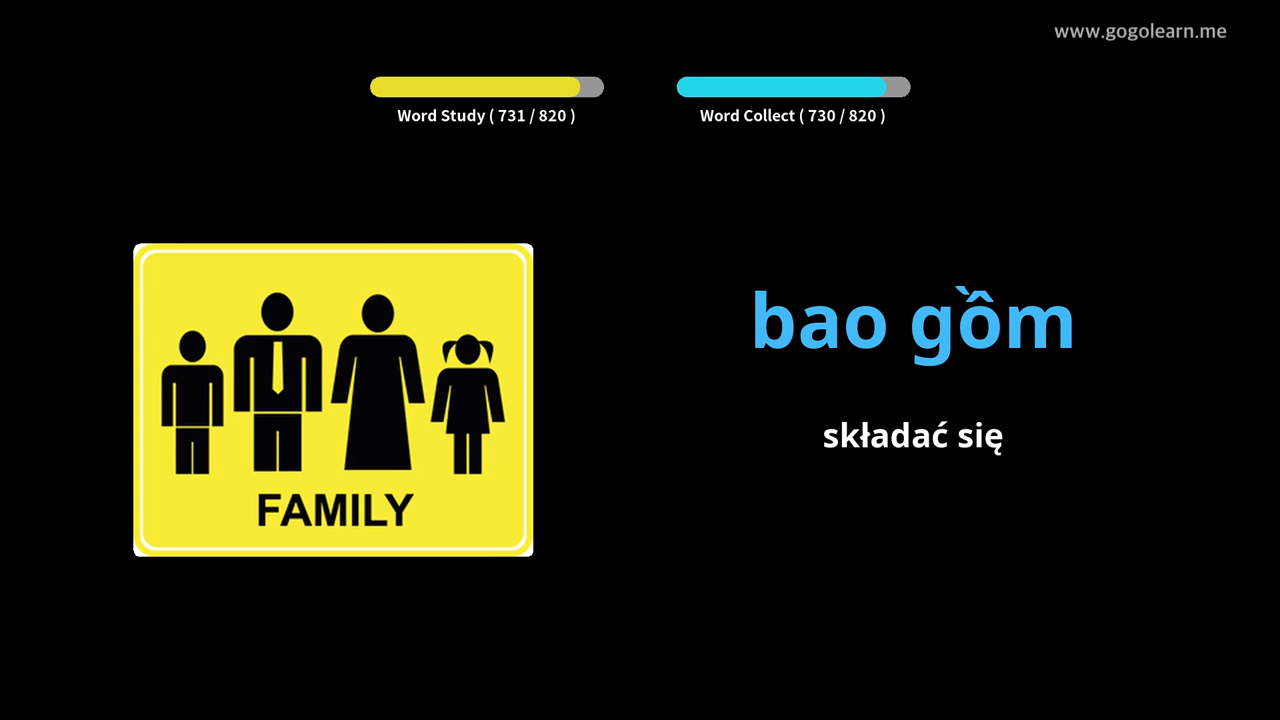 www.gogolearn.me
Word Study ( 731 / 820 )
Word Collect ( 730 / 820 )
bao gồm
składać się
FAMILY